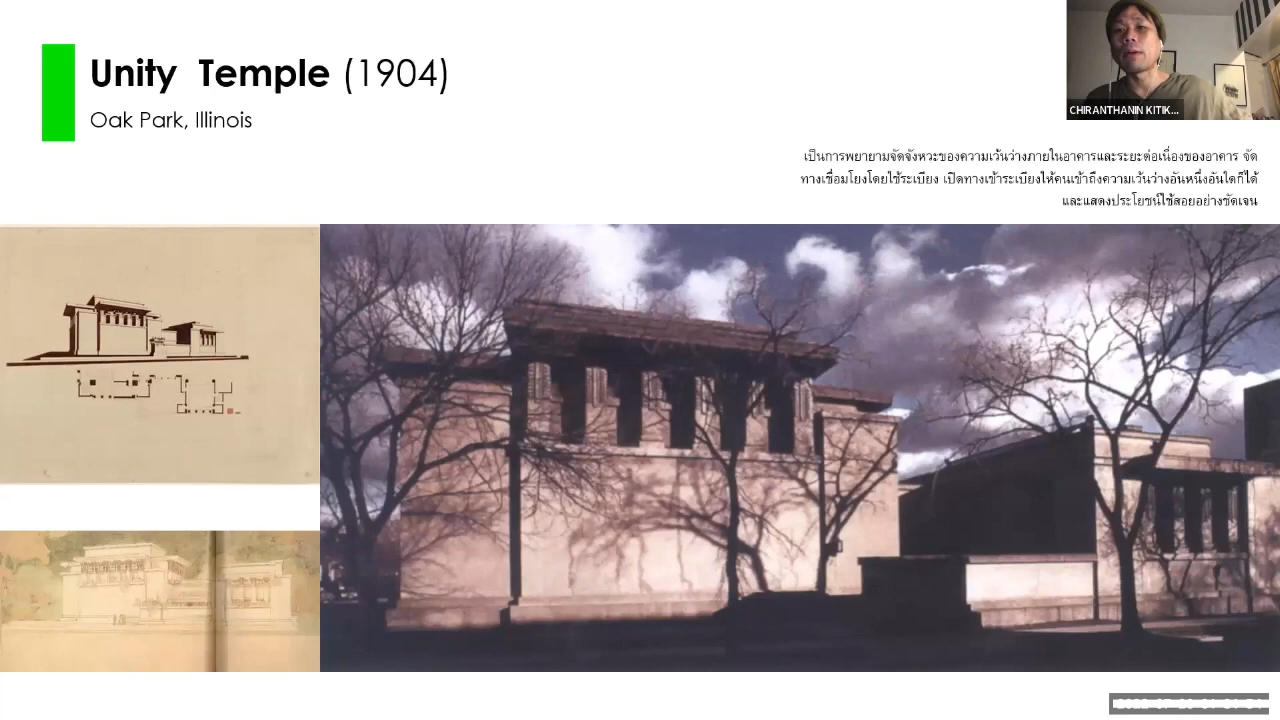 Unity Temple (1904)
Oak Park, Illinois
CHIRANTHANIN KITIK...
เป็นการพยายามจัดจังหวะของความเว้นว่างภายในอาคารและระยะต่อเนื่องของอาคาร จัด
ทางเชื่อมโยงโดยใช้ระเบียง เปิดทางเข้าระเบียงให้คนเข้าถึงความเว้นว่างอันหนึ่งอันใดก็ได้
และแสดงประโยชน์ใช้สอยอย่างชัดเจน